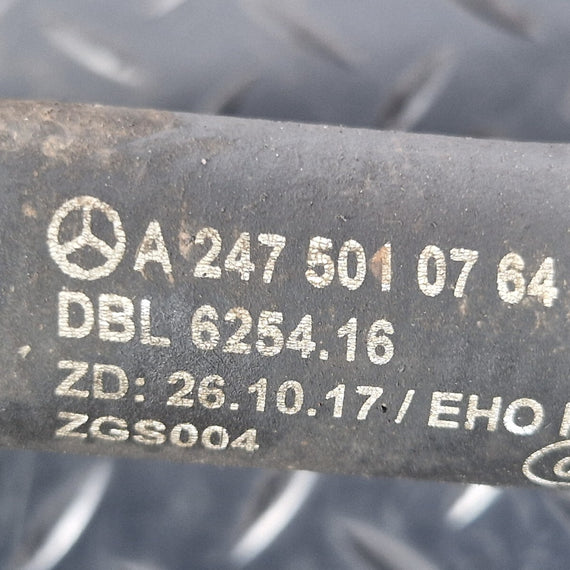 A 247 501 07 64
DBL 6254.16
ZD: 26.10.17 / EHO
ZGS004